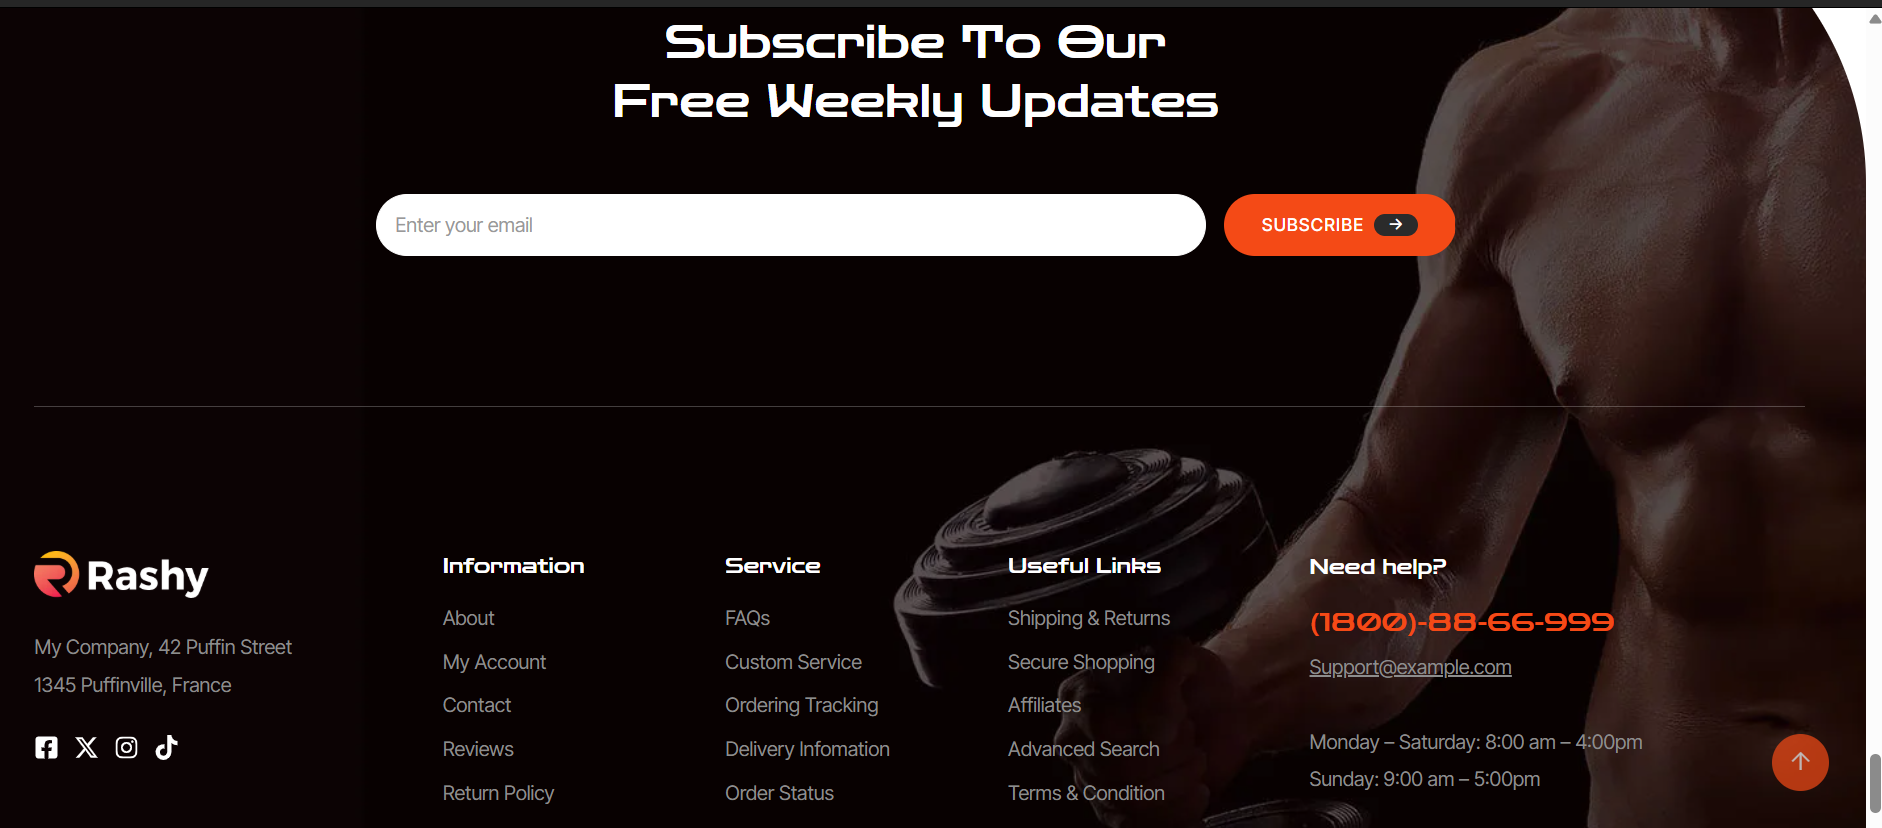 Subscribe To Our
Free Weekly Updates
Enter your email
SUBSCRIBE
Rashy
My Company, 42 Puffin Street
1345 Puffinville, France
Information
About
My Account
Contact
Reviews
Return Policy
Service
FAQs
Custom Service
Ordering Tracking
Delivery Infomation
Order Status
Useful Links
Shipping & Returns
Secure Shopping
Affiliates
Advanced Search
Terms & Condition
Need help?
(1800)-88-66-999
Support@example.com
Monday – Saturday: 8:00 am – 4:00pm
Sunday: 9:00 am – 5:00pm